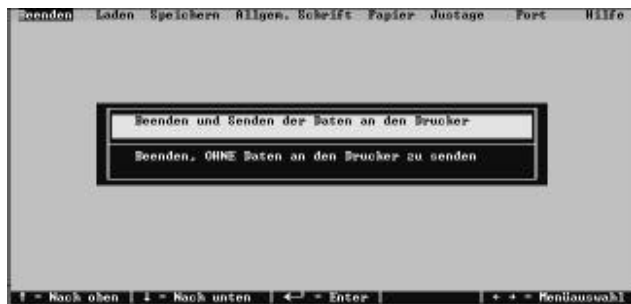 Beenden Laden Speichern Allgem. Schrift Papier Justage Port Hilfe
Beenden und Senden der Daten an den Drucker
Beenden, OHNE Daten an den Drucker zu senden
↑ = Nach oben | ↓ = Nach unten | ←┘ = Enter | ← → = Menüauswahl